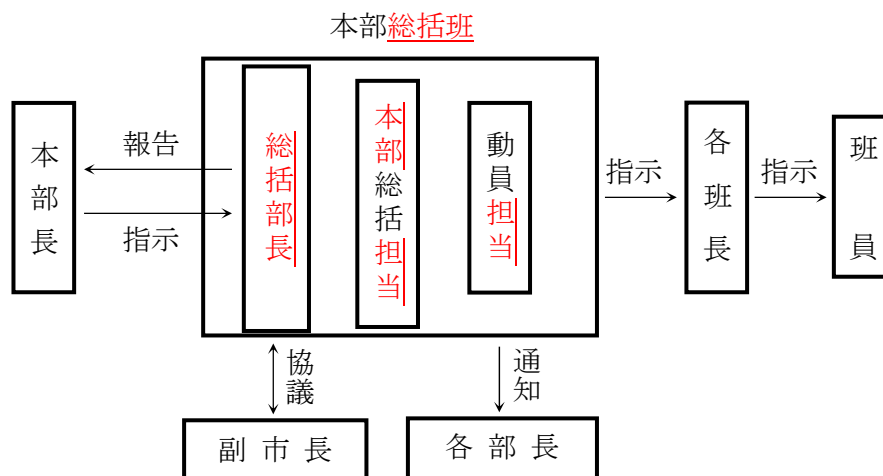 本部総括班
本部長
報告
指示
総括部長
本部総括担当
動員担当
指示
各班長
指示
班員
協議
通知
副市長
各部長